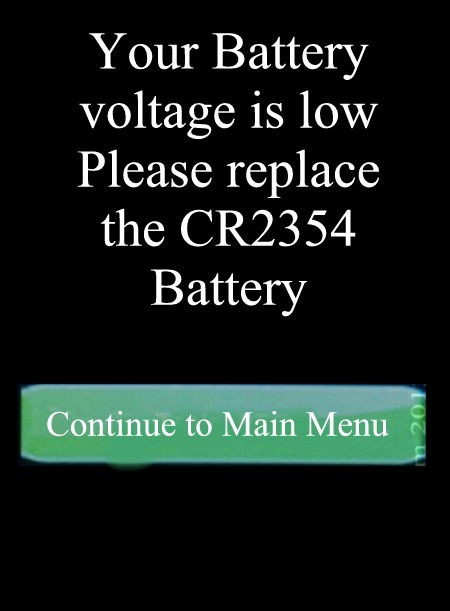 Your Battery
voltage is low
Please replace
the CR2354
Battery
Continue to Main Menu
m 201